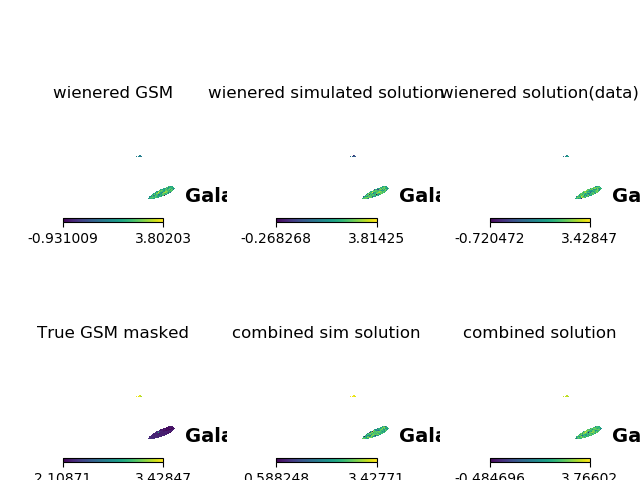 wienered GSM
wienered simulated solution
wienered solution(data)
Gala
Gala
Ga
-0.931009 3.80203
-0.268268 3.81425
-0.720472 3.42847
True GSM masked
combined sim solution
combined solution
Gala
Gala
Ga
2.10871 3.42847
0.588248 3.42771
-0.484696 3.76602